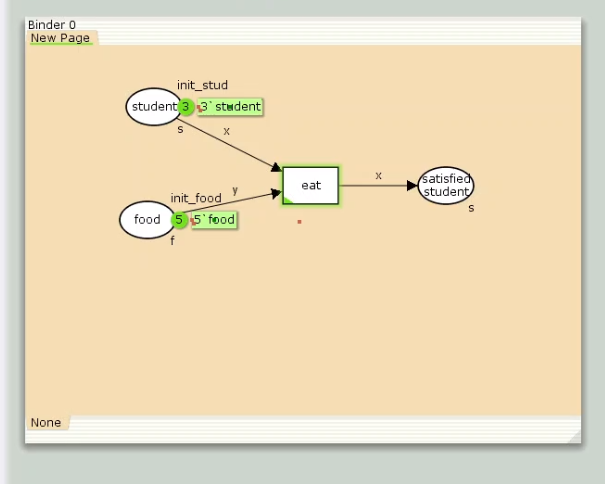 Binder 0
New Page
init_stud
student 3 3`student
s
x
eat
x
satisfied
student
s
init_food
y
food 5 5`food
f
None